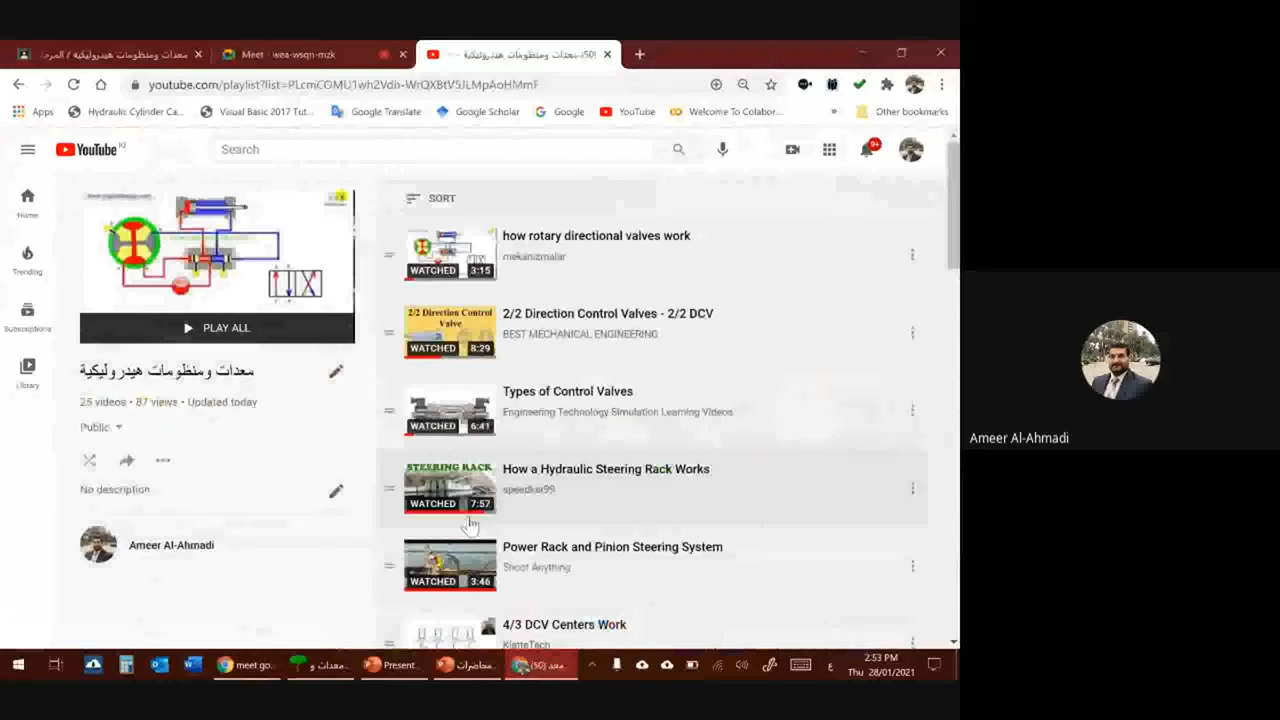 معدات ومنظومات هيدروليكية / المرحلة
Meet - wea-wsqn-mzk
معدات ومنظومات هيدروليكية (50)
youtube.com/playlist?list=PLcmCOMU1wh2Vdh-WrQXBtV5JLMpAoHMmF
Apps
Hydraulic Cylinder Ca...
Visual Basic 2017 Tut...
Google Translate
Google Scholar
Google
YouTube
Welcome To Colabor...
»
Other bookmarks
YouTube IQ
Search
9+
Home
Trending
Subscriptions
Library
PLAY ALL
معدات ومنظومات هيدروليكية
25 videos • 87 views • Updated today
Public
No description
Ameer Al-Ahmadi
SORT
how rotary directional valves work
mekanizmalar
WATCHED 3:15
2/2 Direction Control Valve
2/2 Direction Control Valves - 2/2 DCV
BEST MECHANICAL ENGINEERING
WATCHED 8:29
Types of Control Valves
Engineering Technology Simulation Learning Videos
WATCHED 6:41
STEERING RACK
How a Hydraulic Steering Rack Works
speedkar99
WATCHED 7:57
Power Rack and Pinion Steering System
Shoot Anything
WATCHED 3:46
4/3 DCV Centers Work
KletteTech
meet.go...
معدات و...
Present...
محاضرات...
معد (50)...
ع
2:53 PM
Thu 28/01/2021
Ameer Al-Ahmadi